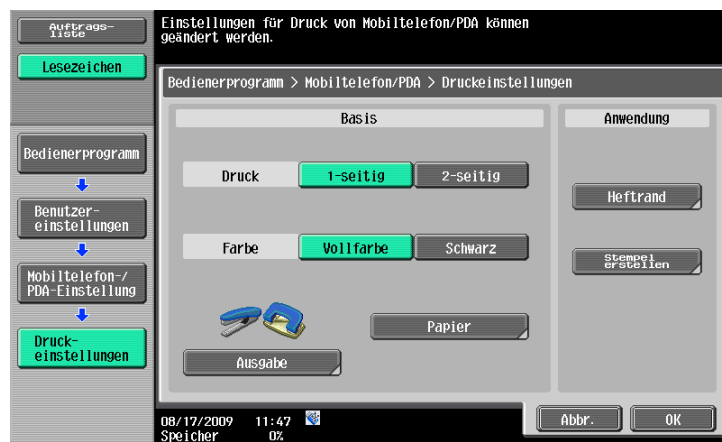 Auftrags-
liste
Lesezeichen
Bedienerprogramm
Benutzer-
einstellungen
Mobiltelefon-/
PDA-Einstellung
Druck-
einstellungen
Einstellungen für Druck von Mobiltelefon/PDA können
geändert werden.
Bedienerprogramm > Mobiltelefon/PDA > Druckeinstellungen
Basis
Druck 1-seitig 2-seitig
Farbe Vollfarbe Schwarz
Papier
Ausgabe
Anwendung
Heftrand
Stempel
erstellen
08/17/2009 11:47
Speicher 0%
Abbr. OK